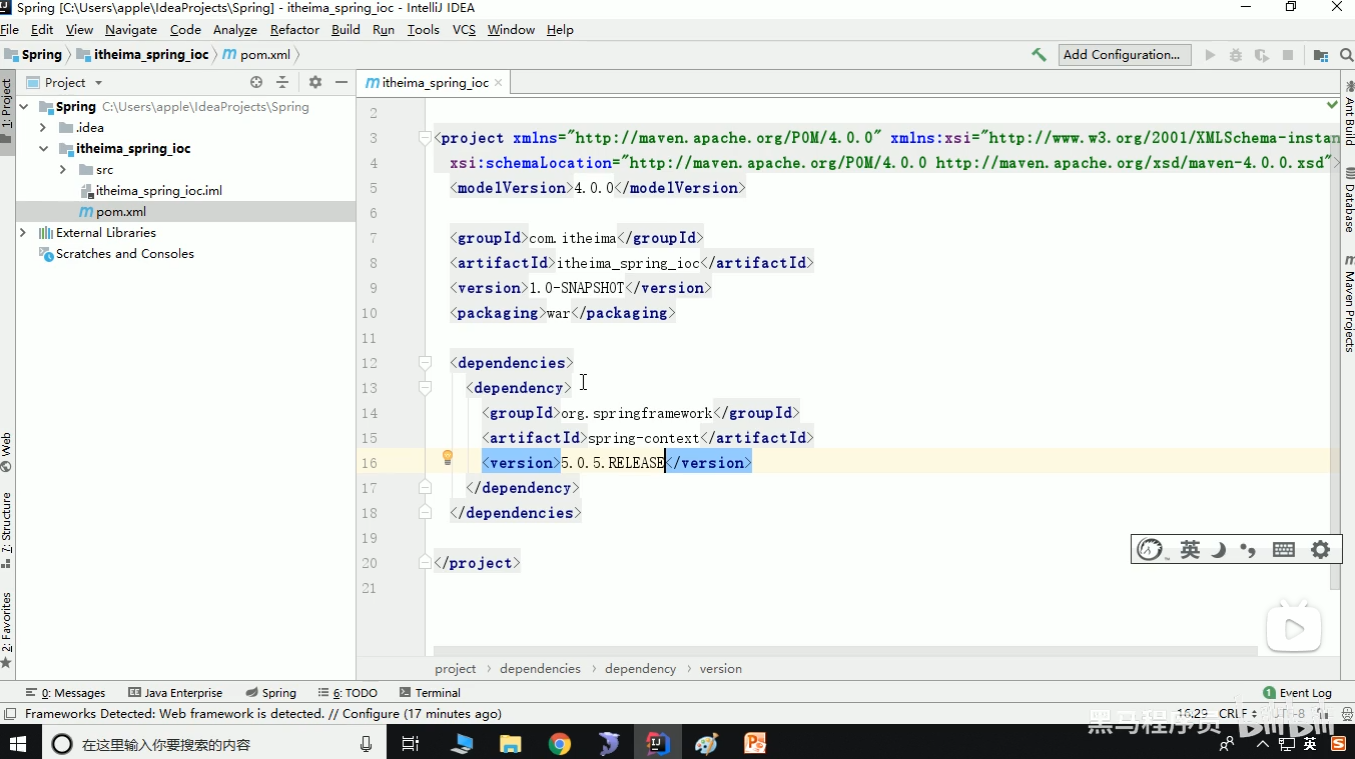 Spring [C:\Users\apple\IdeaProjects\Spring] - itheima_spring_ioc - IntelliJ IDEA
File Edit View Navigate Code Analyze Refactor Build Run Tools VCS Window Help
Spring itheima_spring_ioc m pom.xml Add Configuration...
1: Project
Project
m itheima_spring_ioc
Spring C:\Users\apple\IdeaProjects\Spring
.idea
itheima_spring_ioc
src
itheima_spring_ioc.iml
m pom.xml
External Libraries
Scratches and Consoles
2
3 <project xmlns="http://maven.apache.org/POM/4.0.0" xmlns:xsi="http://www.w3.org/2001/XMLSchema-instan
4 xsi:schemaLocation="http://maven.apache.org/POM/4.0.0 http://maven.apache.org/xsd/maven-4.0.0.xsd">
5 <modelVersion>4.0.0</modelVersion>
6
7 <groupId>com.itheima</groupId>
8 <artifactId>itheima_spring_ioc</artifactId>
9 <version>1.0-SNAPSHOT</version>
10 <packaging>war</packaging>
11
12 <dependencies>
13 <dependency>
14 <groupId>org.springframework</groupId>
15 <artifactId>spring-context</artifactId>
16 <version>5.0.5.RELEASE</version>
17 </dependency>
18 </dependencies>
19
20 </project>
21
Ant Build
Database
m Maven Projects
Web
7: Structure
2: Favorites
英
project › dependencies › dependency › version
0: Messages Java Enterprise Spring 6: TODO Terminal 1 Event Log
Frameworks Detected: Web framework is detected. // Configure (17 minutes ago) 16:29 CRLF UTF-8
黑马程序员 bilibili
在这里输入你要搜索的内容 英